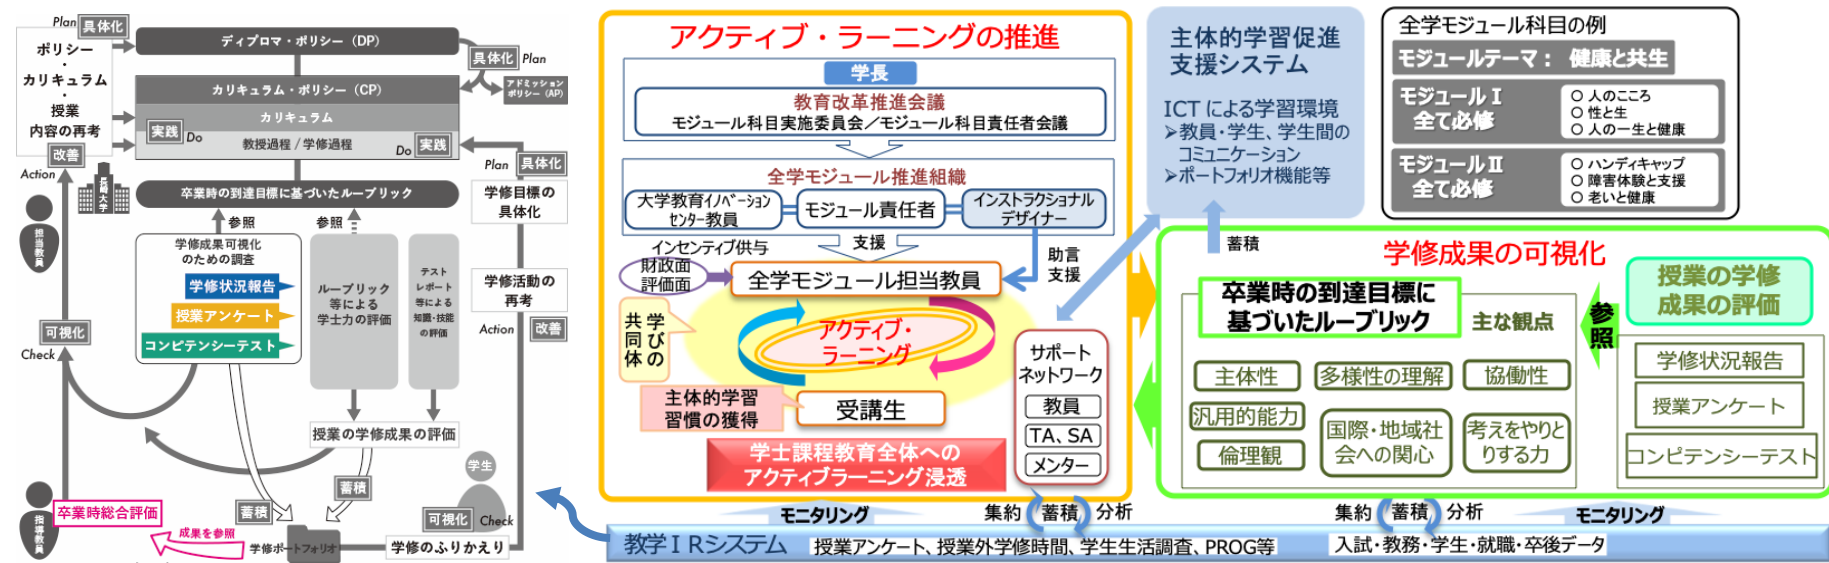 Plan
具体化
ポリシー
・
カリキュラム
・
授業
内容の再考
改善
Action
ディプロマ・ポリシー（DP）
具体化
Plan
カリキュラム・ポリシー（CP）
アドミッション
ポリシー（AP）
カリキュラム
実践
Do
教授過程 / 学修過程
Do
実践
Plan
具体化
長崎大学
卒業時の到達目標に基づいたルーブリック
学修目標の
具体化
担当教員
参照
参照
学修成果可視化
のための調査
学修状況報告
授業アンケート
コンピテンシーテスト
ルーブリック
等による
学士力の評価
テスト
レポート
等による
知識・技能
の評価
学修活動の
再考
Action
改善
可視化
Check
授業の学修成果の評価
学生
蓄積
蓄積
指導教員
卒業時総合評価
成果を参照
学修ポートフォリオ
可視化
Check
学修のふりかえり
アクティブ・ラーニングの推進
学長
教育改革推進会議
モジュール科目実施委員会／モジュール科目責任者会議
全学モジュール推進組織
大学教育イノベーション
センター教員
モジュール責任者
インストラクショナル
デザイナー
インセンティブ供与
支援
助言
支援
財政面
評価面
全学モジュール担当教員
学びの
共同体
アクティブ・
ラーニング
主体的学習
習慣の獲得
受講生
サポート
ネットワーク
教員
TA、SA
メンター
学士課程教育全体への
アクティブラーニング浸透
主体的学習促進
支援システム
ICTによる学習環境
➢教員・学生、学生間の
コミュニケーション
➢ポートフォリオ機能等
蓄積
全学モジュール科目の例
モジュールテーマ： 健康と共生
モジュールⅠ
全て必修
○ 人のこころ
○ 性と生
○ 人の一生と健康
モジュールⅡ
全て必修
○ ハンディキャップ
○ 障害体験と支援
○ 老いと健康
学修成果の可視化
卒業時の到達目標に
基づいたルーブリック
主な観点
主体性
多様性の理解
協働性
汎用的能力
国際・地域社
会への関心
考えをやりと
りする力
倫理観
参照
授業の学修
成果の評価
学修状況報告
授業アンケート
コンピテンシーテスト
モニタリング
集約
蓄積
分析
集約
蓄積
分析
モニタリング
教学ＩＲシステム
授業アンケート、授業外学修時間、学生生活調査、PROG等
入試・教務・学生・就職・卒後データ